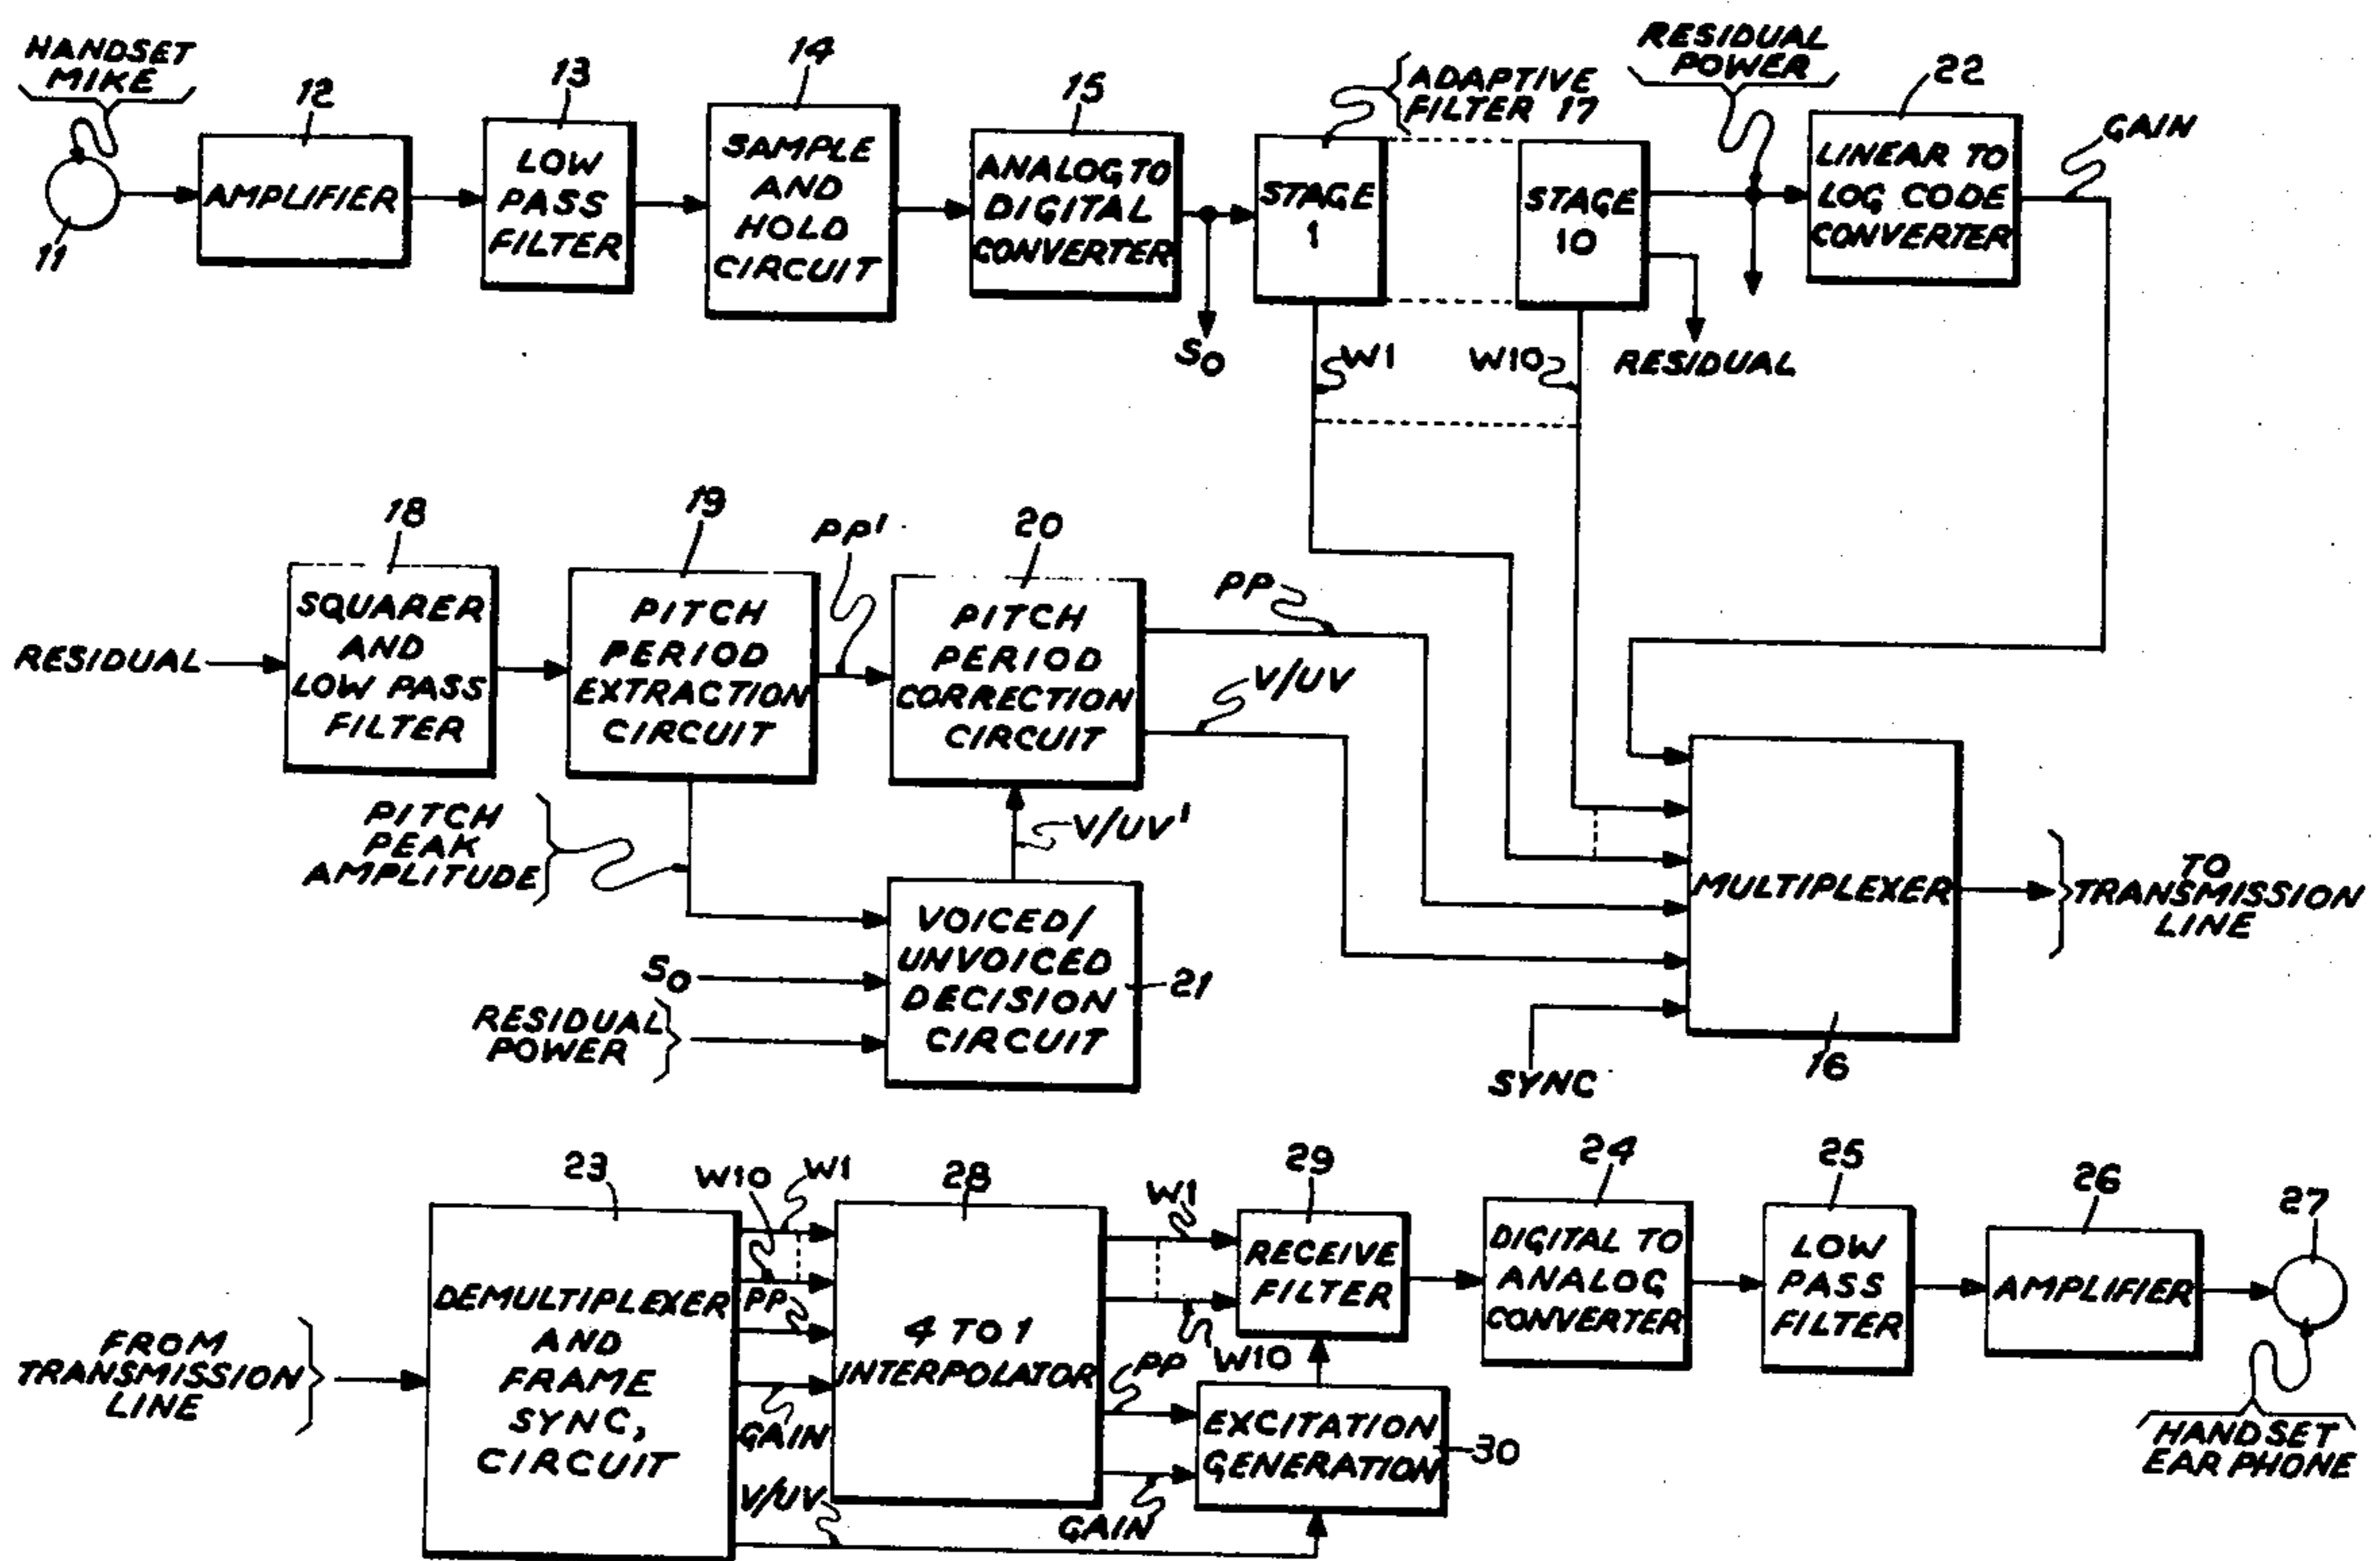 HANDSET
MIKE
11
12
AMPLIFIER
13
LOW
PASS
FILTER
14
SAMPLE
AND
HOLD
CIRCUIT
15
ANALOG TO
DIGITAL
CONVERTER
S0
ADAPTIVE
FILTER 17
STAGE
1
STAGE
10
RESIDUAL
POWER
22
LINEAR TO
LOG CODE
CONVERTER
GAIN
W1
W10
RESIDUAL
RESIDUAL
18
SQUARER
AND
LOW PASS
FILTER
19
PITCH
PERIOD
EXTRACTION
CIRCUIT
PP'
20
PITCH
PERIOD
CORRECTION
CIRCUIT
PP
V/UV
PITCH
PEAK
AMPLITUDE
V/UV'
S0
RESIDUAL
POWER
VOICED/
UNVOICED
DECISION
CIRCUIT
21
MULTIPLEXER
16
SYNC
TO
TRANSMISSION
LINE
FROM
TRANSMISSION
LINE
23
DEMULTIPLEXER
AND
FRAME
SYNC,
CIRCUIT
W10
W1
PP
GAIN
V/UV
28
4 TO 1
INTERPOLATOR
W1
W10
PP
GAIN
29
RECEIVE
FILTER
EXCITATION
GENERATION
30
24
DIGITAL TO
ANALOG
CONVERTER
25
LOW
PASS
FILTER
26
AMPLIFIER
27
HANDSET
EAR PHONE